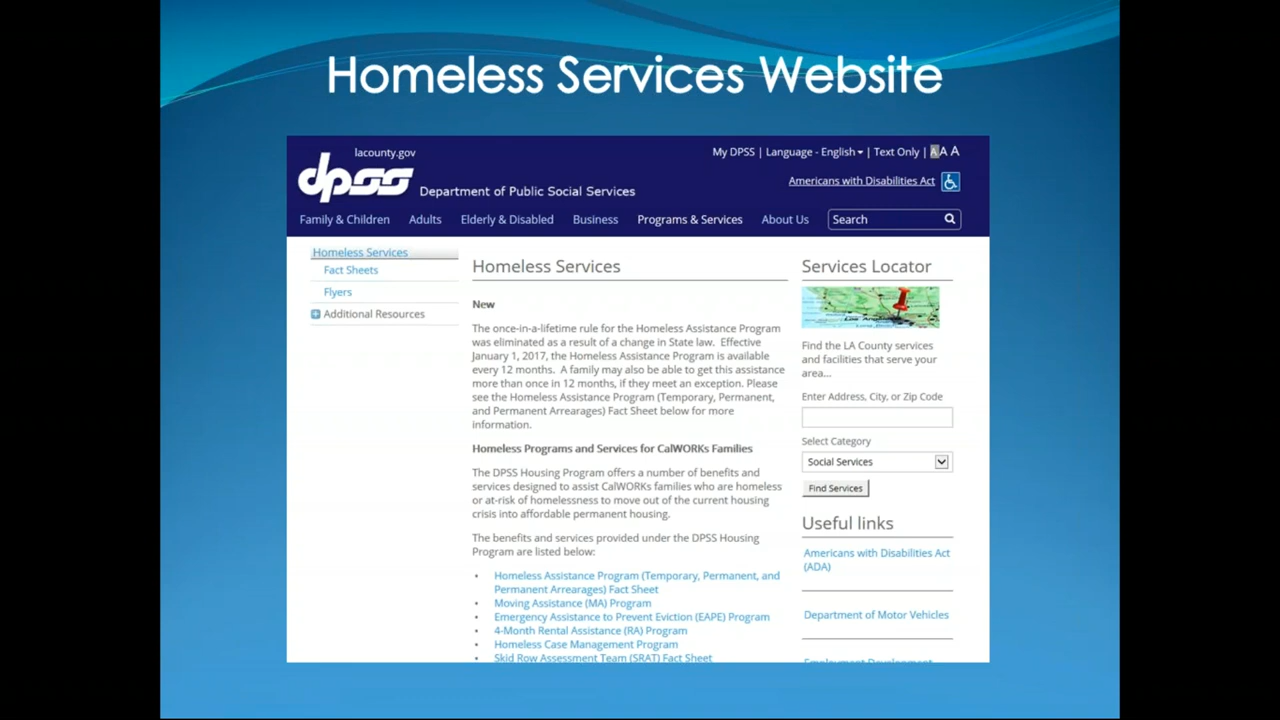 Homeless Services Website
lacounty.gov
My DPSS | Language - English | Text Only | A A A
dpss
Department of Public Social Services
Americans with Disabilities Act
Family & Children Adults Elderly & Disabled Business Programs & Services About Us Search
Homeless Services
Fact Sheets
Flyers
Additional Resources
Homeless Services
New
The once-in-a-lifetime rule for the Homeless Assistance Program
was eliminated as a result of a change in State law. Effective
January 1, 2017, the Homeless Assistance Program is available
every 12 months. A family may also be able to get this assistance
more than once in 12 months, if they meet an exception. Please
see the Homeless Assistance Program (Temporary, Permanent,
and Permanent Arrearages) Fact Sheet below for more
information.
Homeless Programs and Services for CalWORKs Families
The DPSS Housing Program offers a number of benefits and
services designed to assist CalWORKs families who are homeless
or at-risk of homelessness to move out of the current housing
crisis into affordable permanent housing.
The benefits and services provided under the DPSS Housing
Program are listed below:
• Homeless Assistance Program (Temporary, Permanent, and
Permanent Arrearages) Fact Sheet
• Moving Assistance (MA) Program
• Emergency Assistance to Prevent Eviction (EAPE) Program
• 4-Month Rental Assistance (RA) Program
• Homeless Case Management Program
• Skid Row Assessment Team (SRAT) Fact Sheet
Services Locator
Find the LA County services
and facilities that serve your
area...
Enter Address, City, or Zip Code
Select Category
Social Services
Find Services
Useful links
Americans with Disabilities Act
(ADA)
Department of Motor Vehicles
Employment Development